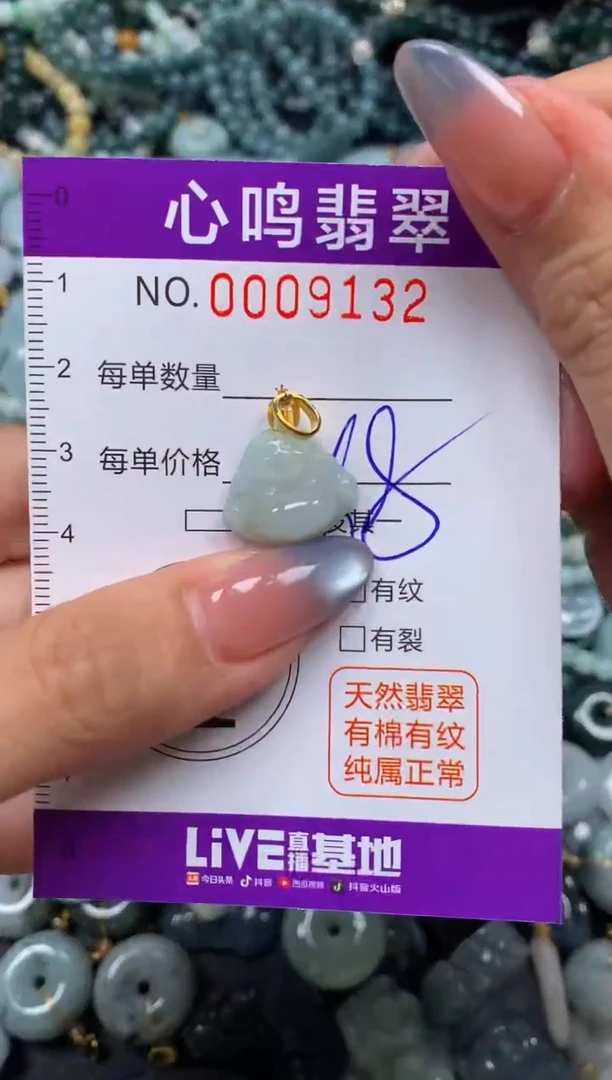 0
心鸣翡翠
1
NO. 0009132
2
每单数量
3
每单价格
18
4
有纹
有裂
天然翡翠
有棉有纹
纯属正常
LiVE直播基地
今日头条 抖音 西瓜视频 抖音火山版